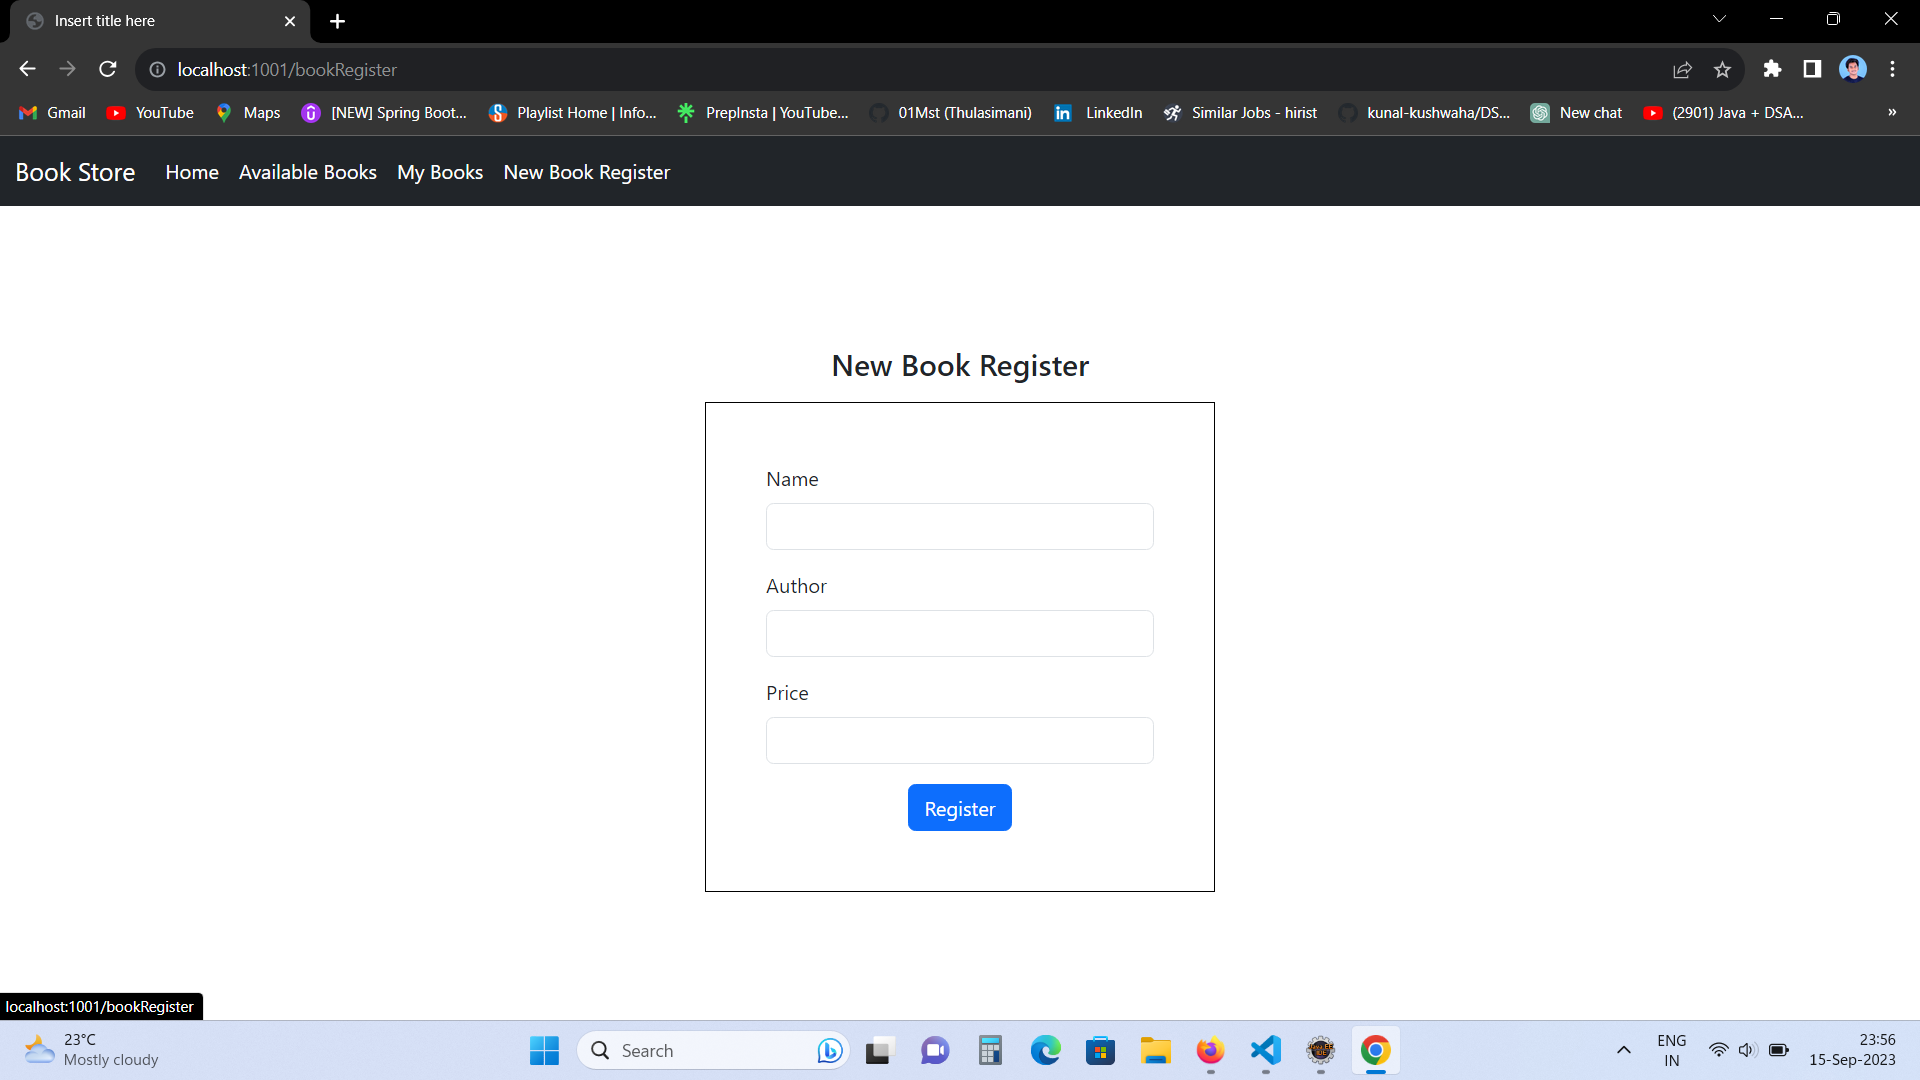 Insert title here
localhost:1001/bookRegister
Gmail YouTube Maps [NEW] Spring Boot... Playlist Home | Info... PrepInsta | YouTube... 01Mst (Thulasimani) LinkedIn Similar Jobs - hirist kunal-kushwaha/DS... New chat (2901) Java + DSA... »
Book Store Home Available Books My Books New Book Register
New Book Register
Name
Author
Price
Register
localhost:1001/bookRegister
23°C
Mostly cloudy
Search
ENG
IN
23:56
15-Sep-2023